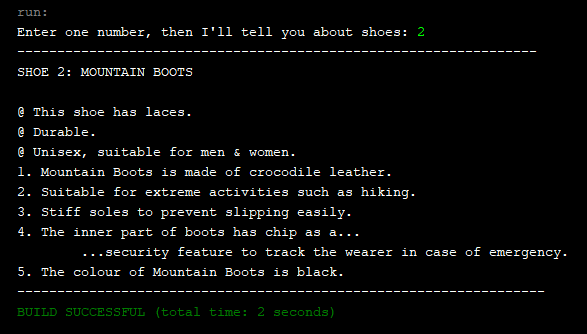 run:
Enter one number, then I'll tell you about shoes: 2
-----------------------------------------------------------------
SHOE 2: MOUNTAIN BOOTS
@ This shoe has laces.
@ Durable.
@ Unisex, suitable for men & women.
1. Mountain Boots is made of crocodile leather.
2. Suitable for extreme activities such as hiking.
3. Stiff soles to prevent slipping easily.
4. The inner part of boots has chip as a...
        ...security feature to track the wearer in case of emergency.
5. The colour of Mountain Boots is black.
------------------------------------------------------------------
BUILD SUCCESSFUL (total time: 2 seconds)